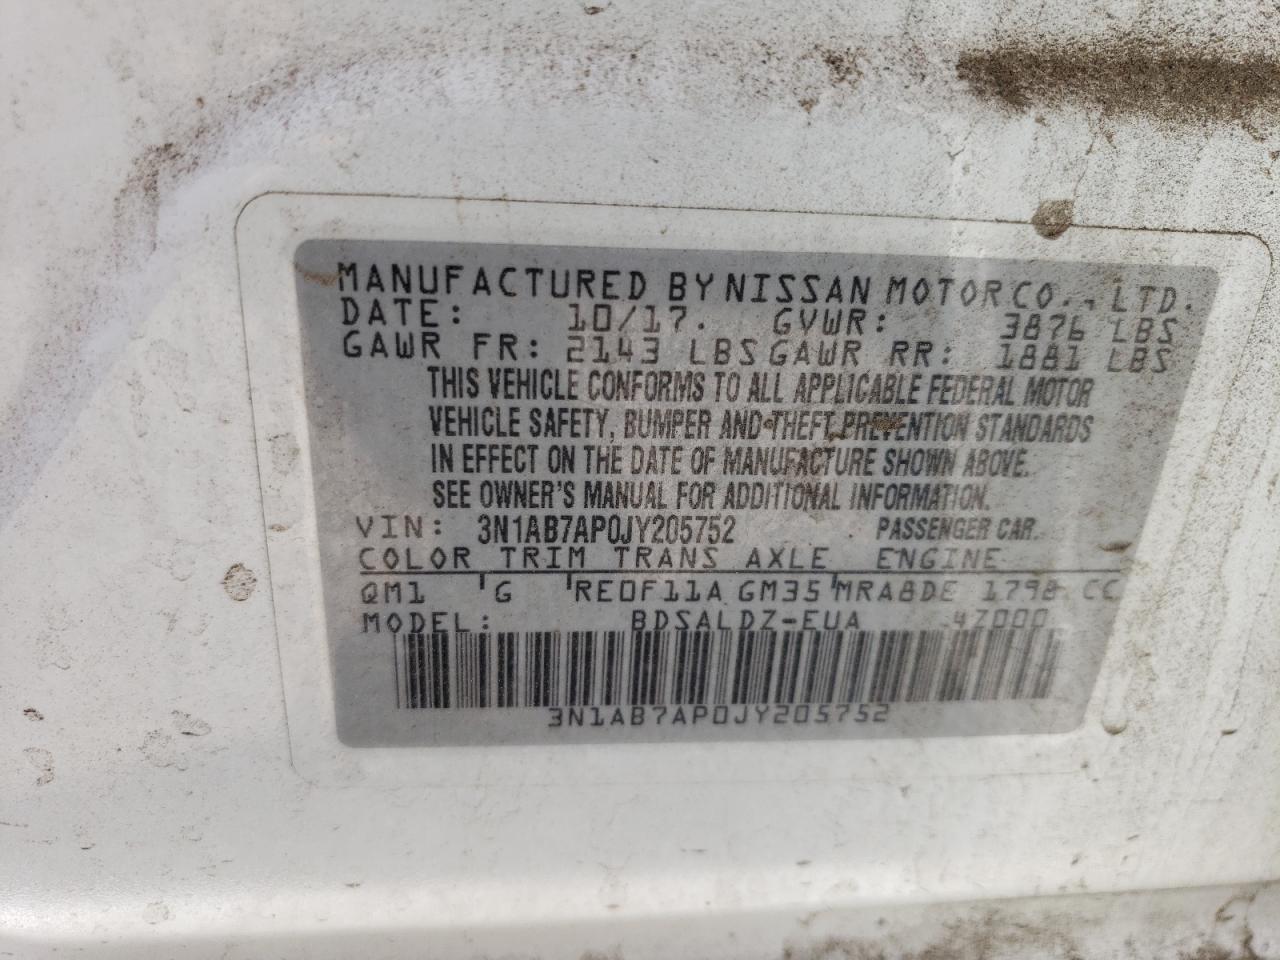 MANUFACTURED BY NISSAN MOTOR CO., LTD.
DATE: 10/17. GVWR: 3876 LBS
GAWR FR: 2143 LBS GAWR RR: 1881 LBS
THIS VEHICLE CONFORMS TO ALL APPLICABLE FEDERAL MOTOR
VEHICLE SAFETY, BUMPER AND THEFT PREVENTION STANDARDS
IN EFFECT ON THE DATE OF MANUFACTURE SHOWN ABOVE.
SEE OWNER'S MANUAL FOR ADDITIONAL INFORMATION.
VIN: 3N1AB7AP0JY205752 PASSENGER CAR.
COLOR TRIM TRANS AXLE ENGINE
QM1 G RE0F11A GM35 MRA8DE 1798 CC
MODEL: BDSALDZ-EUA 47000
3N1AB7AP0JY205752